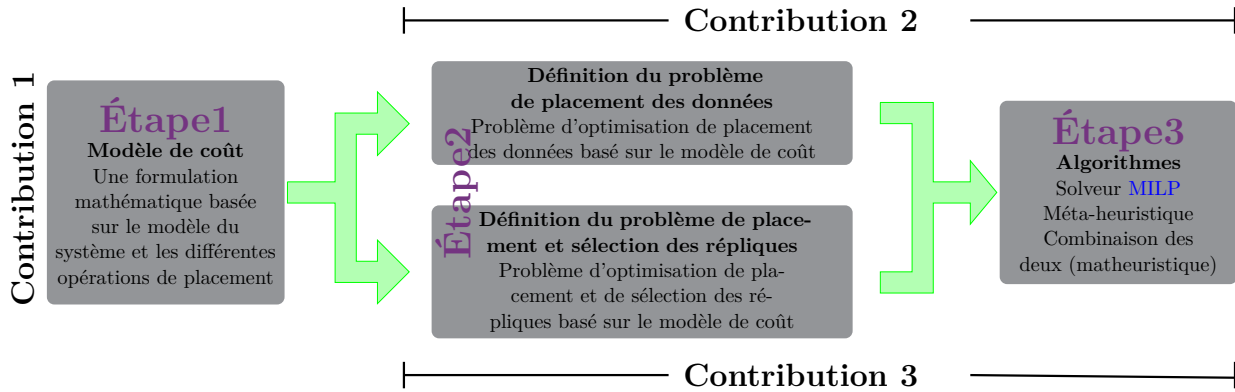 Contribution 2
Contribution 1
Étape1
Modèle de coût
Une formulation
mathématique basée
sur le modèle du
système et les différentes
opérations de placement
Étape2
Définition du problème
de placement des données
Problème d'optimisation de placement
des données basé sur le modèle de coût
Définition du problème de place-
ment et sélection des répliques
Problème d'optimisation de pla-
cement et de sélection des ré-
pliques basé sur le modèle de coût
Étape3
Algorithmes
Solveur MILP
Méta-heuristique
Combinaison des
deux (matheuristique)
Contribution 3